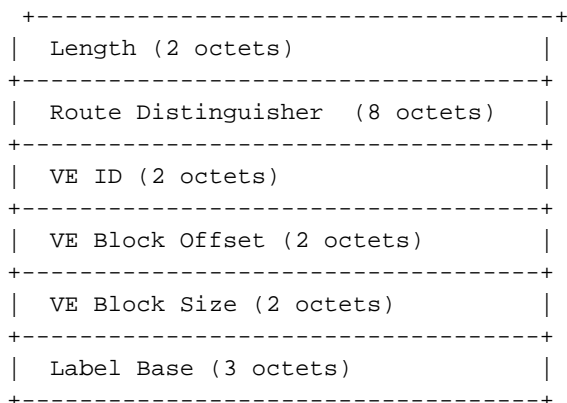 +------------------------------------+
|  Length (2 octets)                 |
+------------------------------------+
|  Route Distinguisher  (8 octets)   |
+------------------------------------+
|  VE ID (2 octets)                  |
+------------------------------------+
|  VE Block Offset (2 octets)        |
+------------------------------------+
|  VE Block Size (2 octets)          |
+------------------------------------+
|  Label Base (3 octets)             |
+------------------------------------+